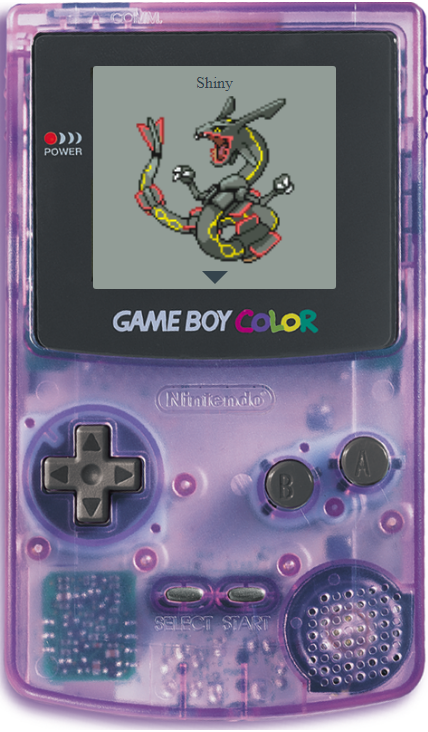 COMM.
Shiny
POWER
GAME BOY COLOR
Nintendo
B
A
SELECT START